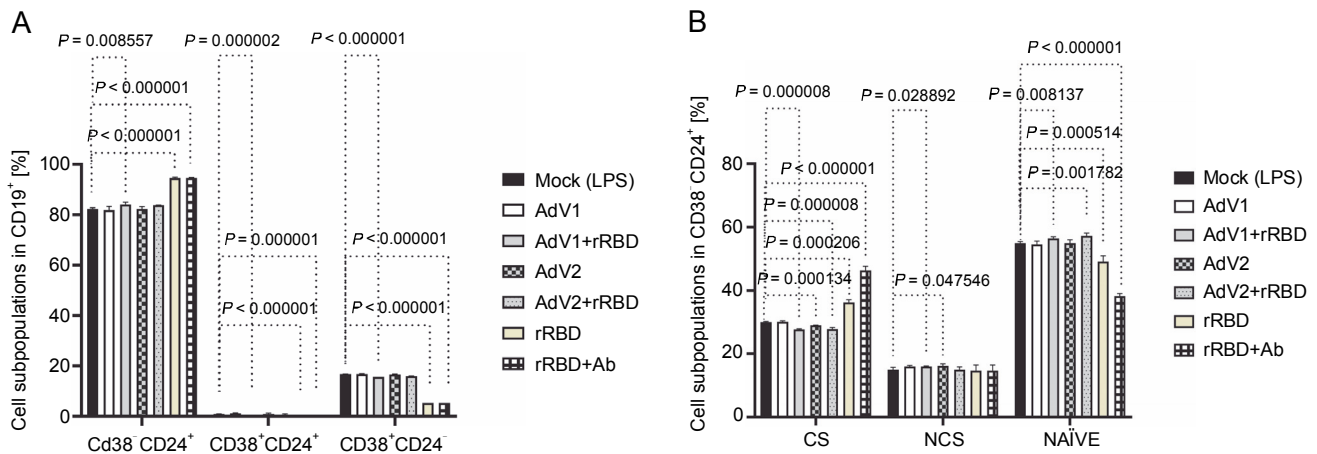 A
P = 0.008557
P = 0.000002
P < 0.000001
P < 0.000001
P < 0.000001
P = 0.000001
P < 0.000001
P < 0.000001
P < 0.000001
Cell subpopulations in CD19⁺ [%]
100
80
60
40
20
0
Cd38⁻CD24⁺
CD38⁺CD24⁺
CD38⁺CD24⁻
Mock (LPS)
AdV1
AdV1+rRBD
AdV2
AdV2+rRBD
rRBD
rRBD+Ab
B
P < 0.000001
P = 0.000008
P = 0.028892
P = 0.008137
P = 0.000514
P < 0.000001
P = 0.001782
P = 0.000008
P = 0.000206
P = 0.000134
P = 0.047546
Cell subpopulations in CD38⁻CD24⁺ [%]
80
60
40
20
0
CS
NCS
NAÏVE
Mock (LPS)
AdV1
AdV1+rRBD
AdV2
AdV2+rRBD
rRBD
rRBD+Ab